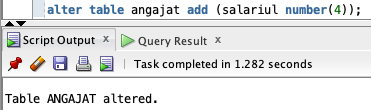 alter table angajat add (salariul number(4));
Script Output x Query Result x
Task completed in 1.282 seconds
Table ANGAJAT altered.